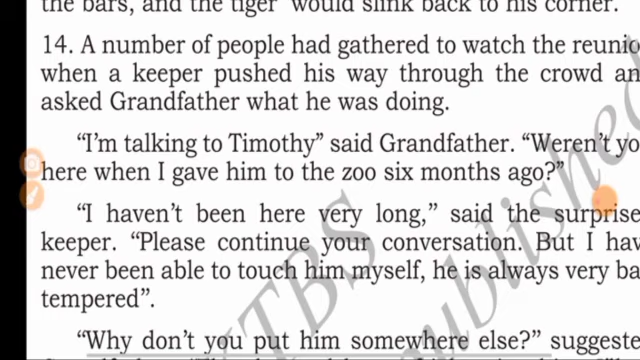 the bars, and the tiger would slink back to his corner.
14. A number of people had gathered to watch the reunio
when a keeper pushed his way through the crowd an
asked Grandfather what he was doing.
"I'm talking to Timothy" said Grandfather. "Weren't yo
here when I gave him to the zoo six months ago?"
"I haven't been here very long," said the surprise
keeper. "Please continue your conversation. But I hav
never been able to touch him myself, he is always very ba
tempered".
"Why don't you put him somewhere else?" suggeste
KTBS
published